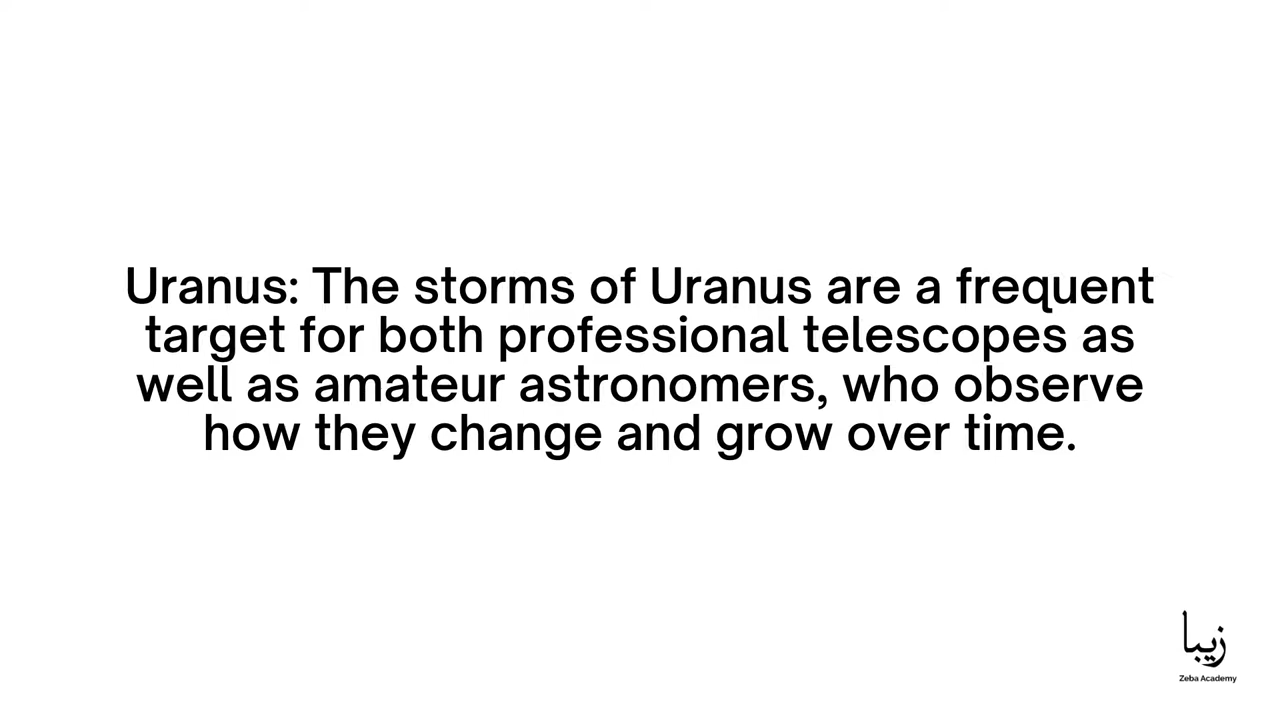 Uranus: The storms of Uranus are a frequent
target for both professional telescopes as
well as amateur astronomers, who observe
how they change and grow over time.
زيبا
Zeba Academy